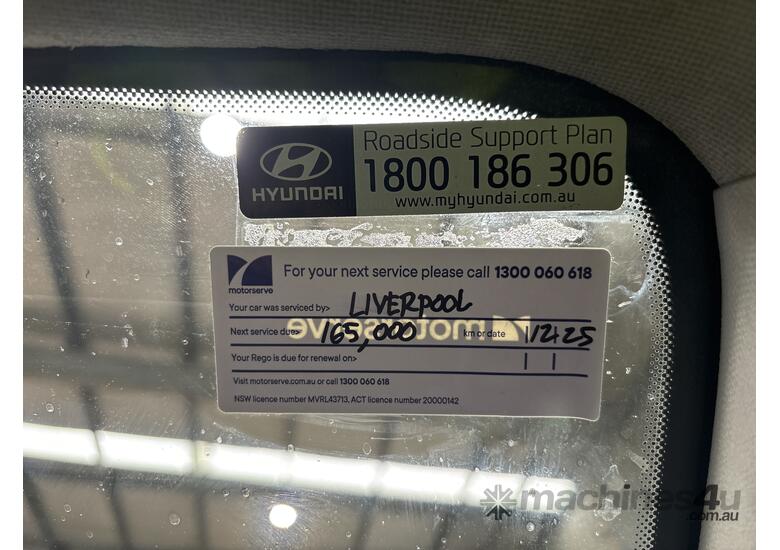 HYUNDAI
Roadside Support Plan
1800 186 306
www.myhyundai.com.au
motorserve
For your next service please call 1300 060 618
Your car was serviced by> LIVERPOOL
Next service due> 165,000 km or date 12 25
motorserve
Your Rego is due for renewal on>
Visit motorserve.com.au or call 1300 060 618
NSW licence number MVRL43713, ACT licence number 20000142
machines4u
.com.au